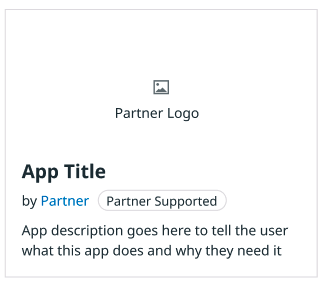 Partner Logo
App Title
by Partner Partner Supported
App description goes here to tell the user
what this app does and why they need it